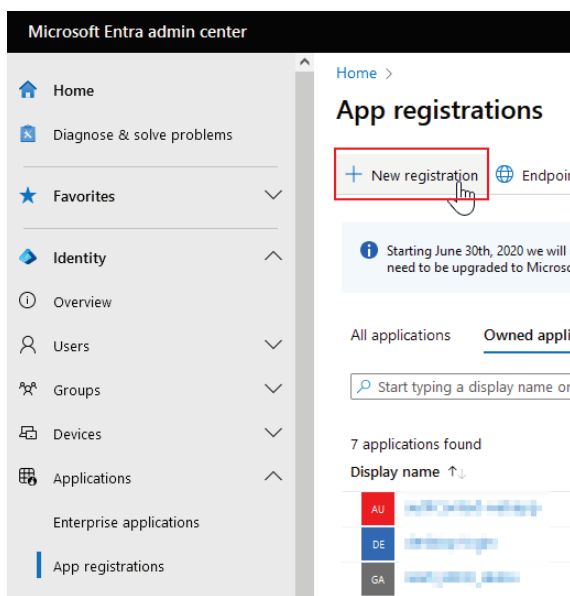 Microsoft Entra admin center
Home
Diagnose & solve problems
Favorites
Identity
Overview
Users
Groups
Devices
Applications
Enterprise applications
App registrations
Home >
App registrations
+ New registration
Endpoin
Starting June 30th, 2020 we will
need to be upgraded to Microso
All applications Owned appli
Start typing a display name or
7 applications found
Display name ↑↓
AU
DE
GA